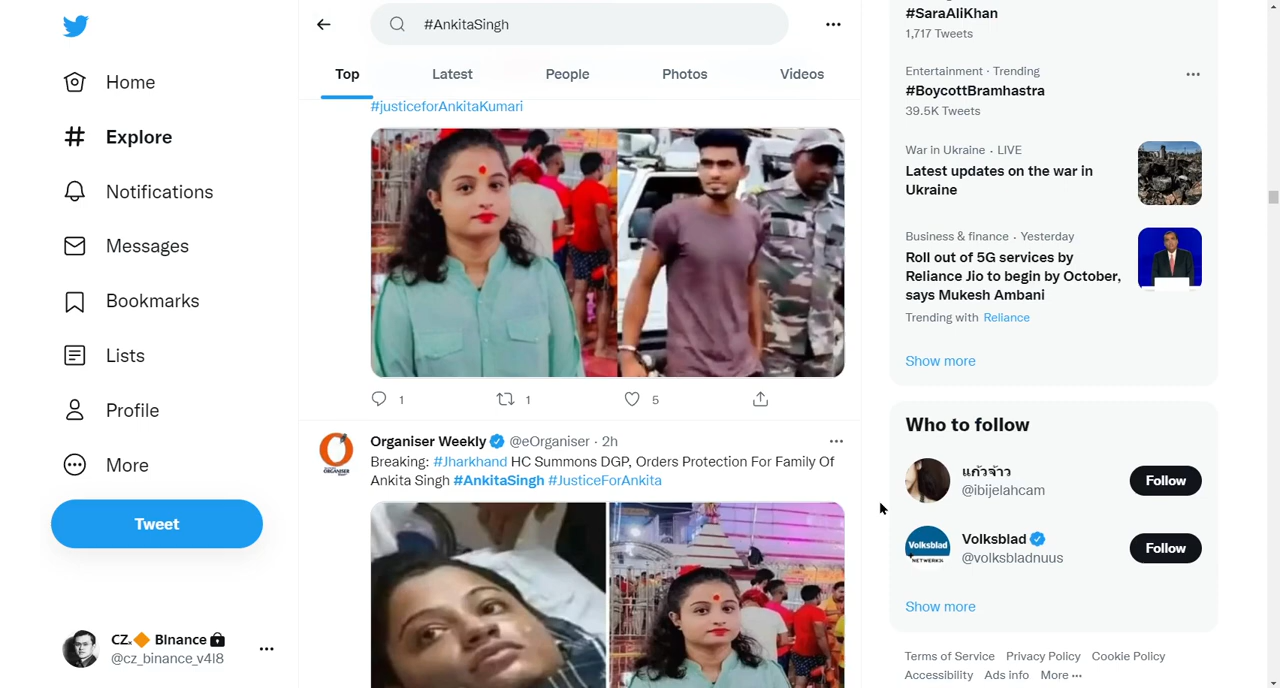 #AnkitaSingh
Home
Explore
Notifications
Messages
Bookmarks
Lists
Profile
More
Tweet
CZ. BInance
@cz_binance_v4l8
Top
Latest
People
Photos
Videos
#justiceforAnkitaKumari
1
1
5
Organiser Weekly @eOrganiser · 2h
Breaking: #Jharkhand HC Summons DGP, Orders Protection For Family Of
Ankita Singh #AnkitaSingh #JusticeForAnkita
#SaraAliKhan
1,717 Tweets
Entertainment · Trending
#BoycottBramhastra
39.5K Tweets
War in Ukraine · LIVE
Latest updates on the war in
Ukraine
Business & finance · Yesterday
Roll out of 5G services by
Reliance Jio to begin by October,
says Mukesh Ambani
Trending with Reliance
Show more
Who to follow
แก้วจ๋าว
@ibijelahcam
Follow
Volksblad
Volksblad
@volksbladnuus
Follow
Show more
Terms of Service Privacy Policy Cookie Policy
Accessibility Ads info More